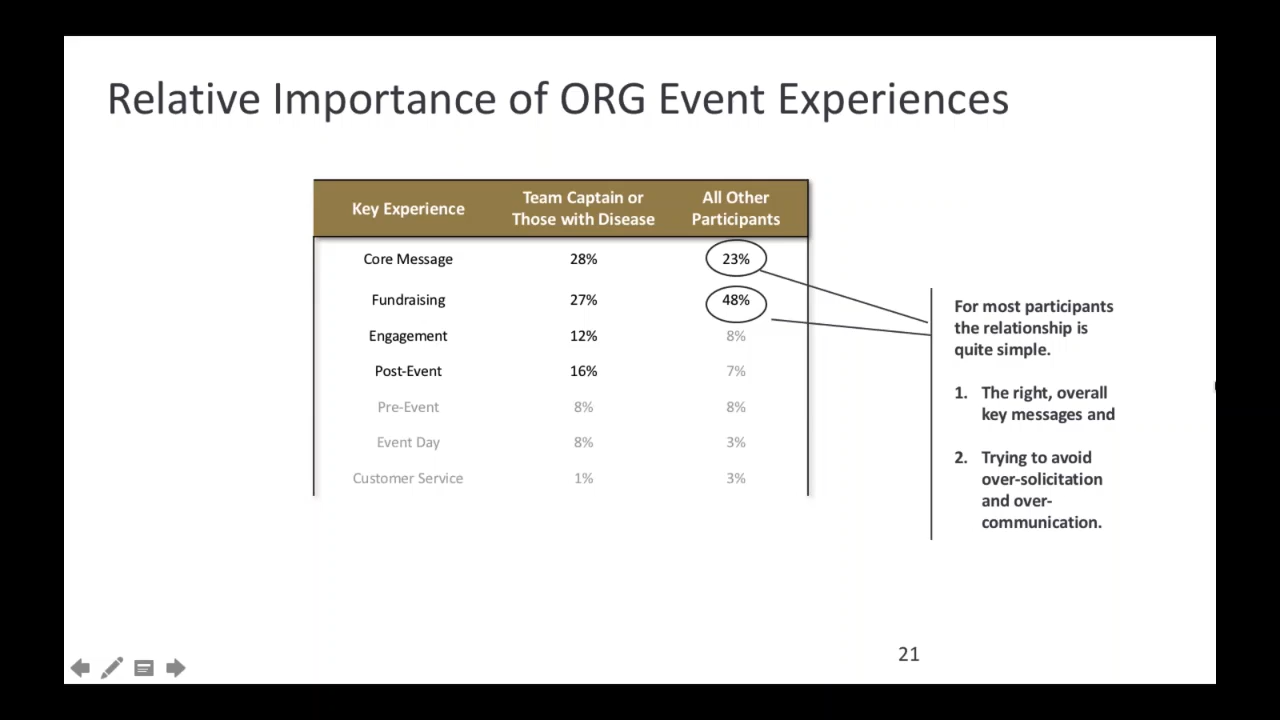 Relative Importance of ORG Event Experiences
Key Experience
Team Captain or
Those with Disease
All Other
Participants
Core Message 28% 23%
Fundraising 27% 48%
Engagement 12% 8%
Post-Event 16% 7%
Pre-Event 8% 8%
Event Day 8% 3%
Customer Service 1% 3%
For most participants
the relationship is
quite simple.
1. The right, overall
key messages and
2. Trying to avoid
over-solicitation
and over-
communication.
21